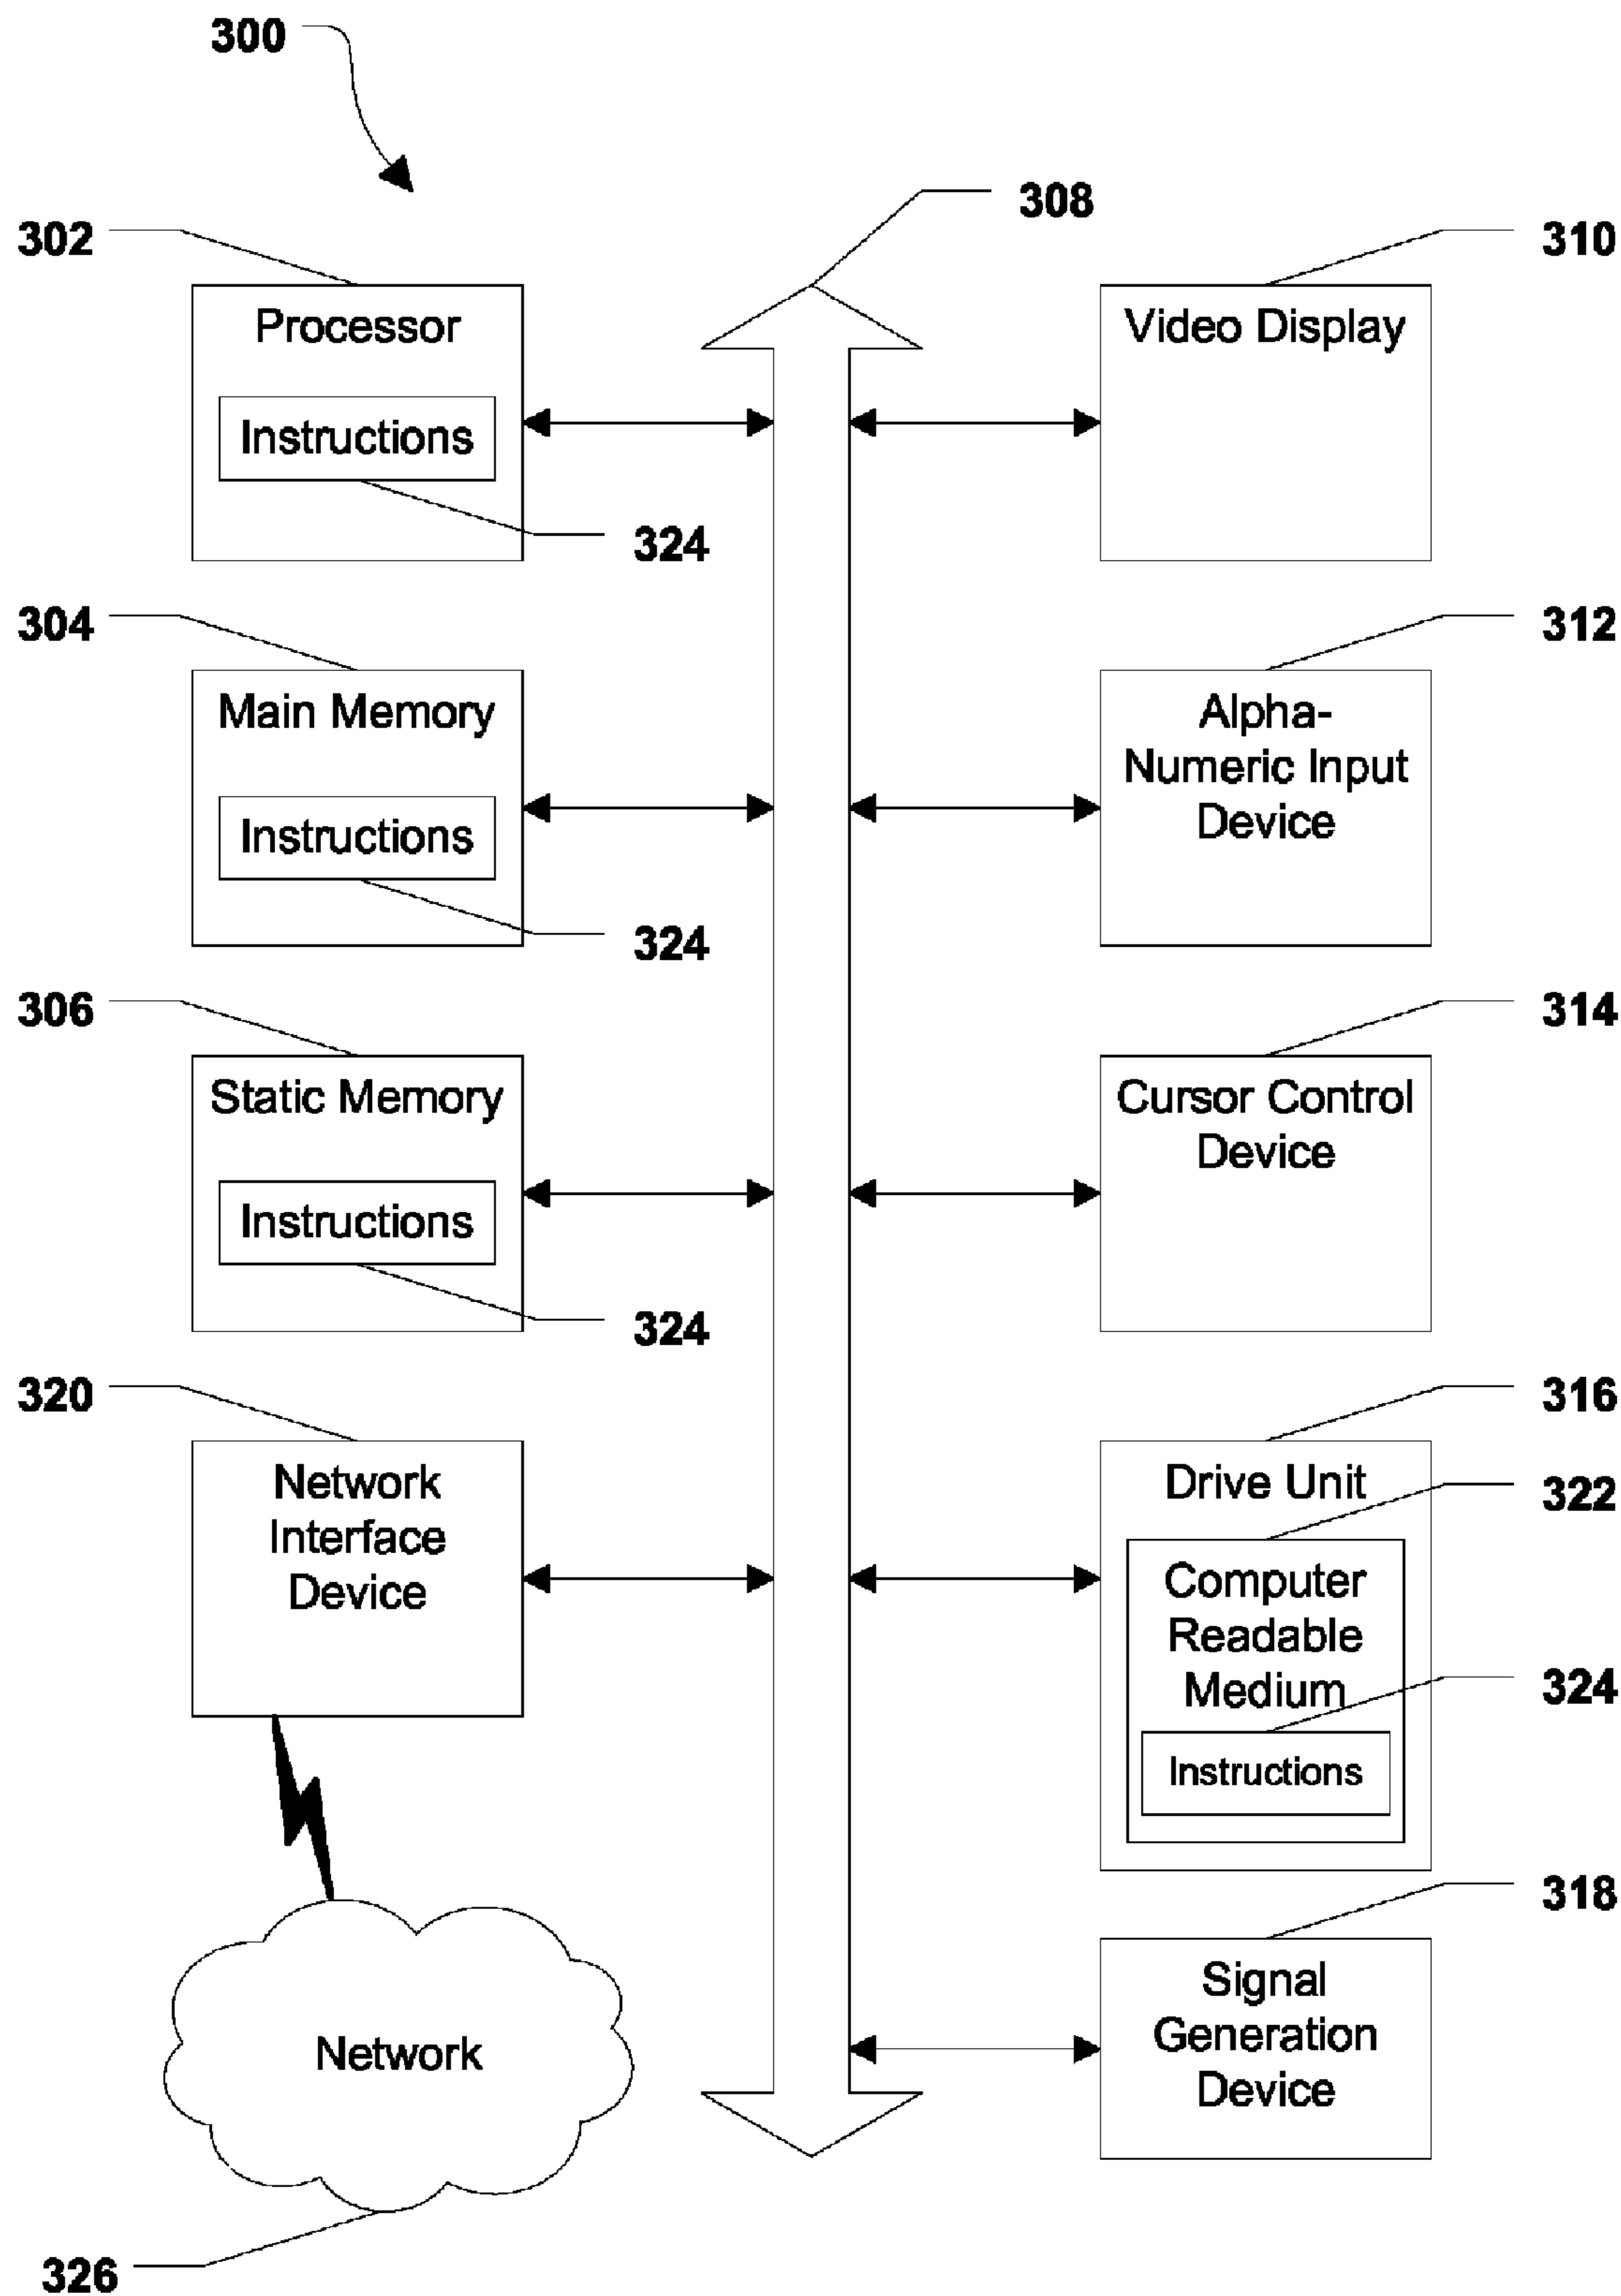 300
308
302
Processor
Instructions
324
310
Video Display
304
Main Memory
Instructions
324
312
Alpha-
Numeric Input
Device
306
Static Memory
Instructions
324
314
Cursor Control
Device
320
Network
Interface
Device
316
Drive Unit
322
Computer
Readable
Medium
324
Instructions
Network
326
318
Signal
Generation
Device